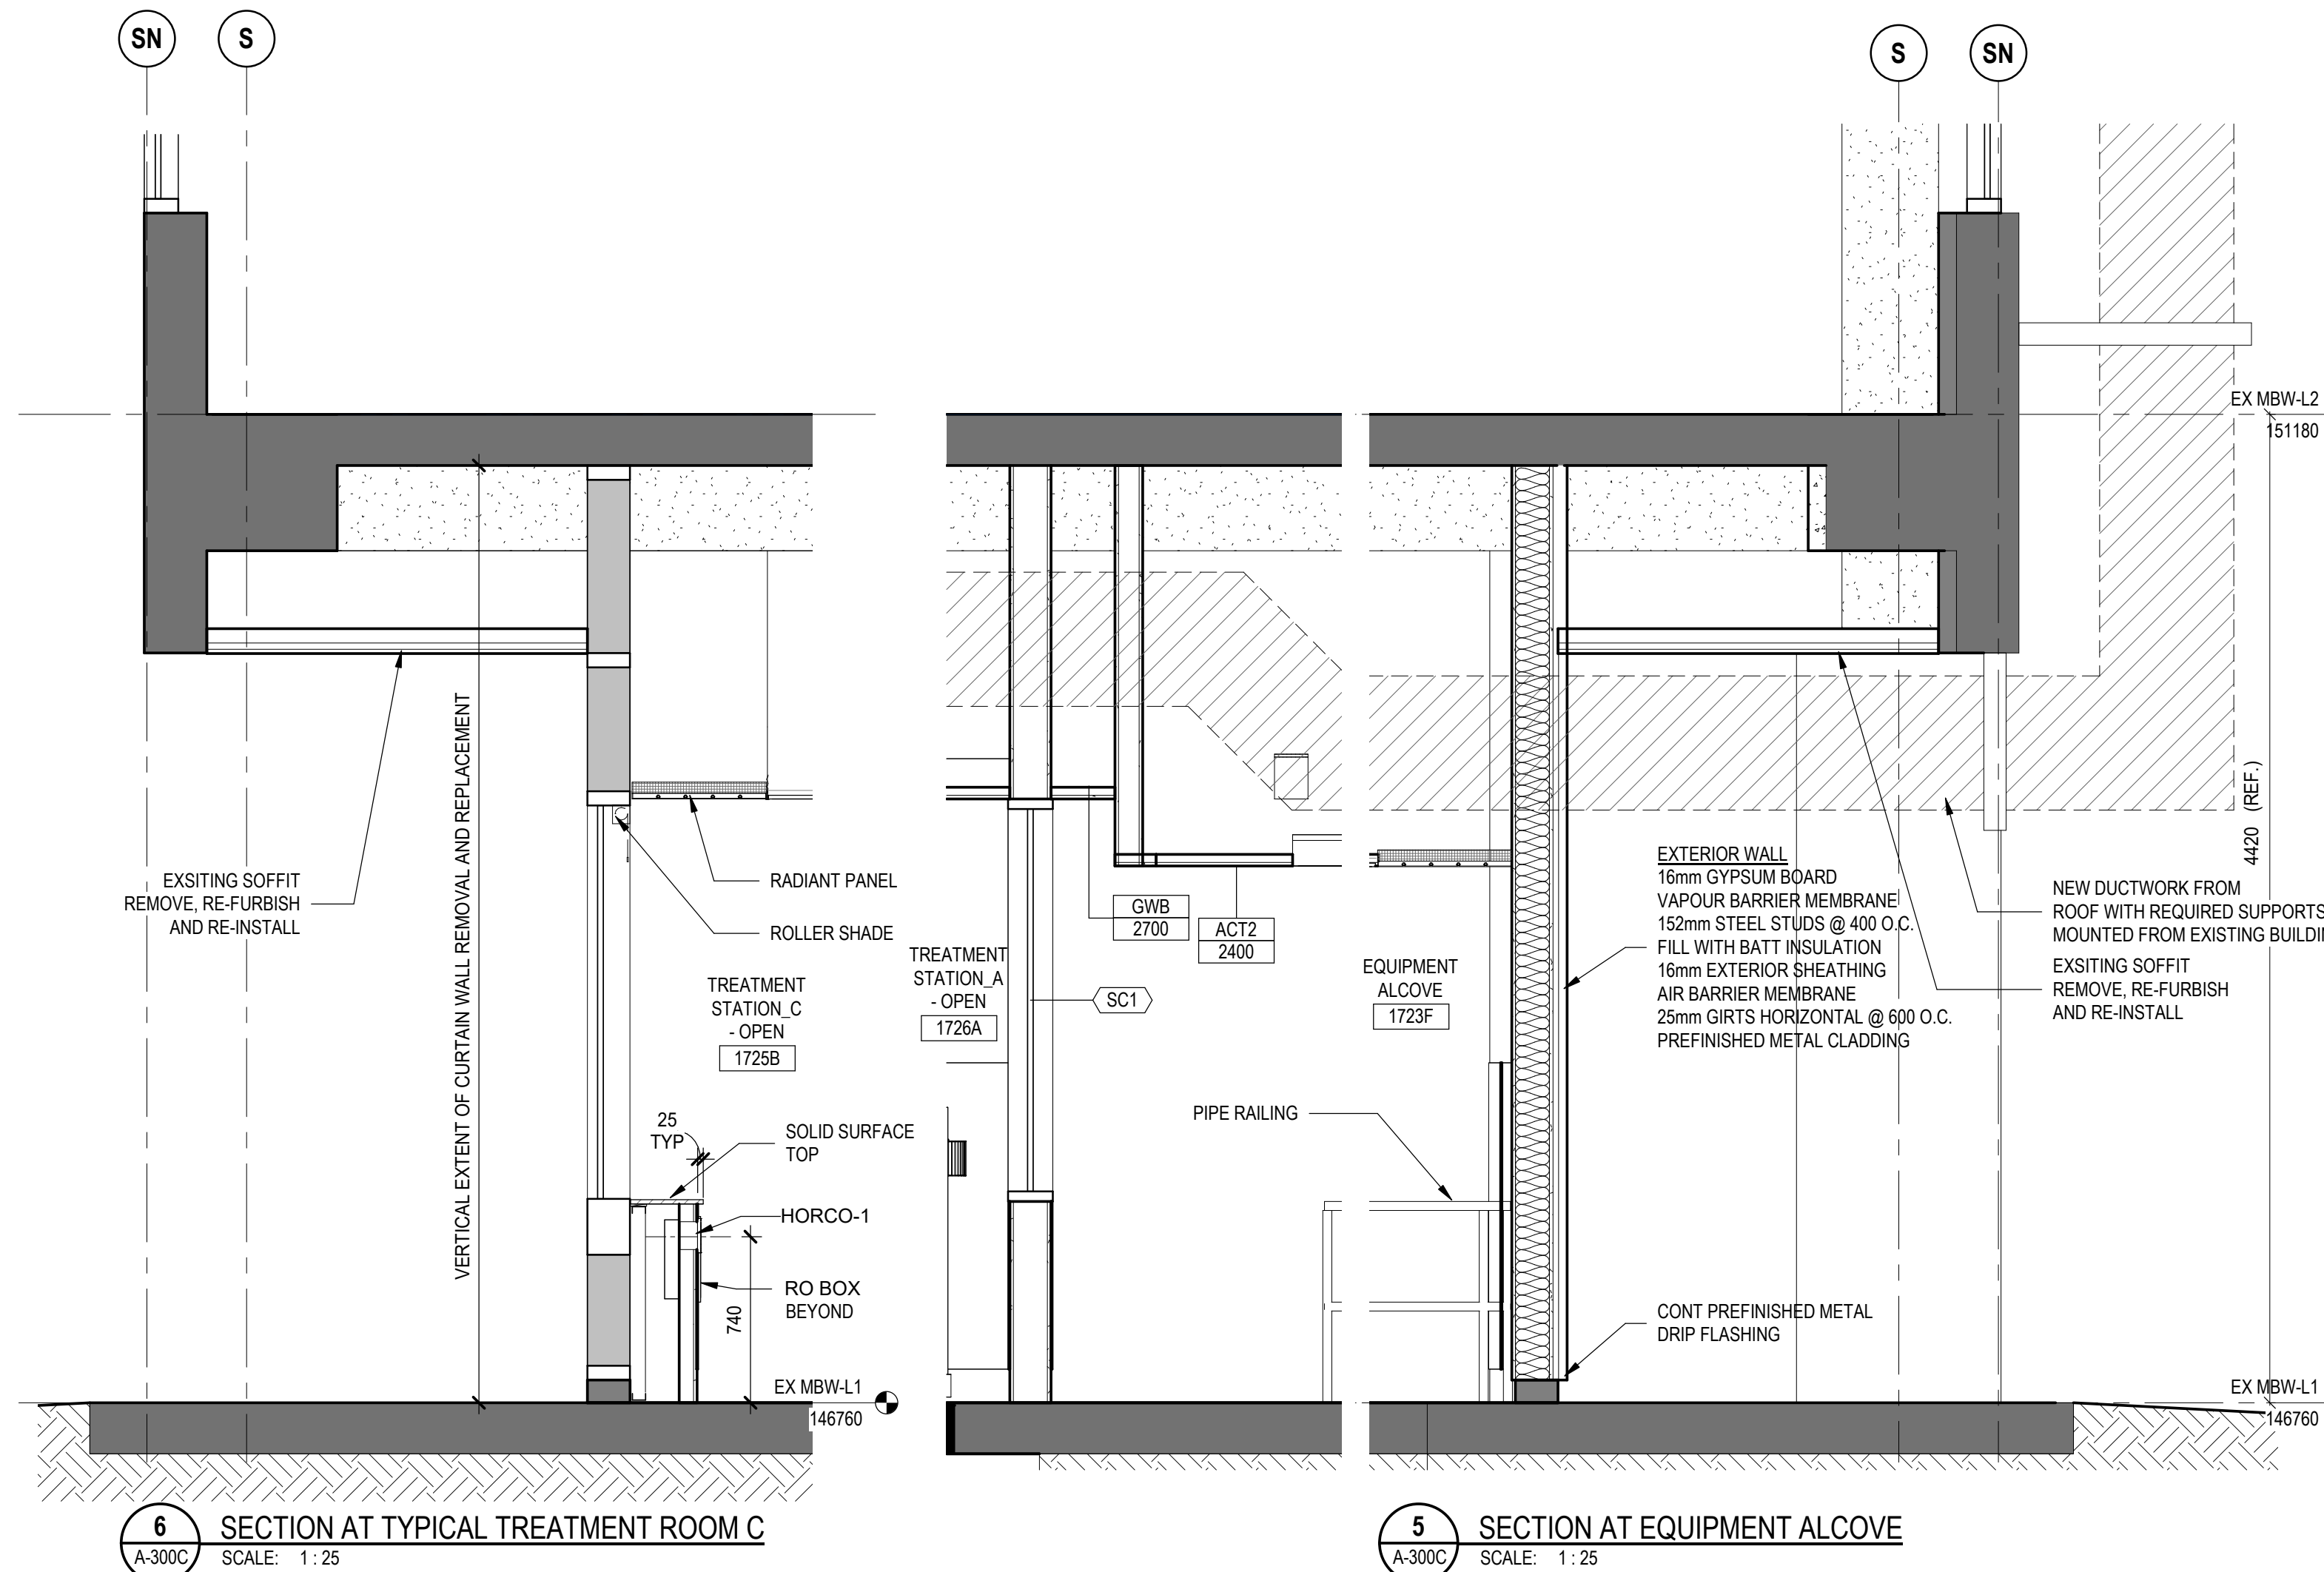 SN
S
S
SN
EX MBW-L2
151180
VERTICAL EXTENT OF CURTAIN WALL REMOVAL AND REPLACEMENT
EXSITING SOFFIT
REMOVE, RE-FURBISH
AND RE-INSTALL
RADIANT PANEL
ROLLER SHADE
TREATMENT
STATION_C
- OPEN
1725B
25
TYP
SOLID SURFACE
TOP
HORCO-1
RO BOX
BEYOND
740
EX MBW-L1
146760
TREATMENT
STATION_A
- OPEN
1726A
SC1
GWB
2700
ACT2
2400
EQUIPMENT
ALCOVE
1723F
PIPE RAILING
EXTERIOR WALL
16mm GYPSUM BOARD
VAPOUR BARRIER MEMBRANE
152mm STEEL STUDS @ 400 O.C.
FILL WITH BATT INSULATION
16mm EXTERIOR SHEATHING
AIR BARRIER MEMBRANE
25mm GIRTS HORIZONTAL @ 600 O.C.
PREFINISHED METAL CLADDING
4420 (REF.)
NEW DUCTWORK FROM
ROOF WITH REQUIRED SUPPORTS
MOUNTED FROM EXISTING
EXSITING SOFFIT
REMOVE, RE-FURBISH
AND RE-INSTALL
CONT PREFINISHED METAL
DRIP FLASHING
EX MBW-L1
146760
6
A-300C
SECTION AT TYPICAL TREATMENT ROOM C
SCALE: 1 : 25
5
A-300C
SECTION AT EQUIPMENT ALCOVE
SCALE: 1 : 25